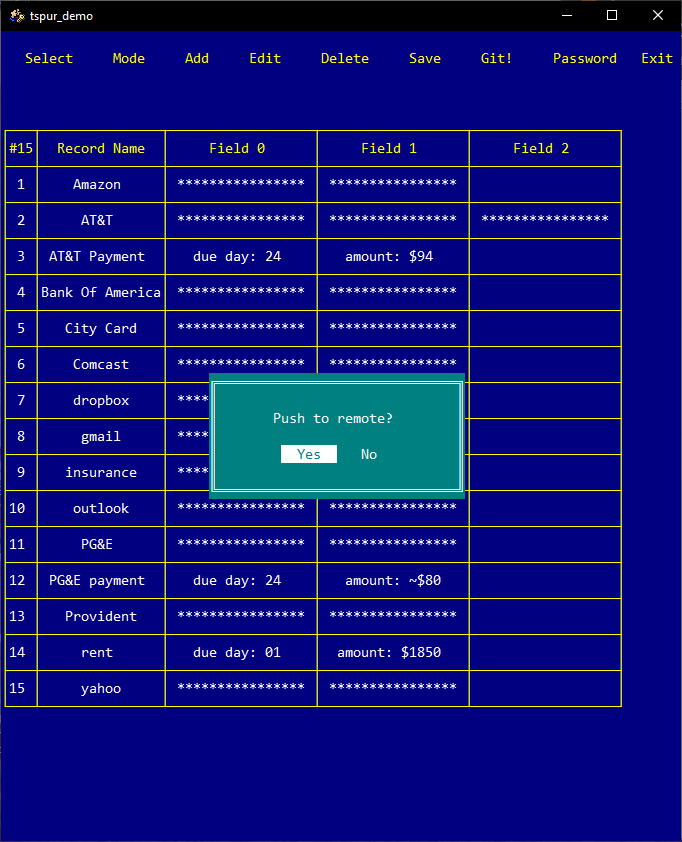 tspur_demo
Select Mode Add Edit Delete Save Git! Password Exit
#15 Record Name Field 0 Field 1 Field 2
1 Amazon **************** ****************
2 AT&T **************** **************** ****************
3 AT&T Payment due day: 24 amount: $94
4 Bank Of America **************** ****************
5 City Card **************** ****************
6 Comcast **************** ****************
7 dropbox ****
Push to remote?
8 gmail ****
Yes No
9 insurance ****
10 outlook **************** ****************
11 PG&E **************** ****************
12 PG&E payment due day: 24 amount: ~$80
13 Provident **************** ****************
14 rent due day: 01 amount: $1850
15 yahoo **************** ****************